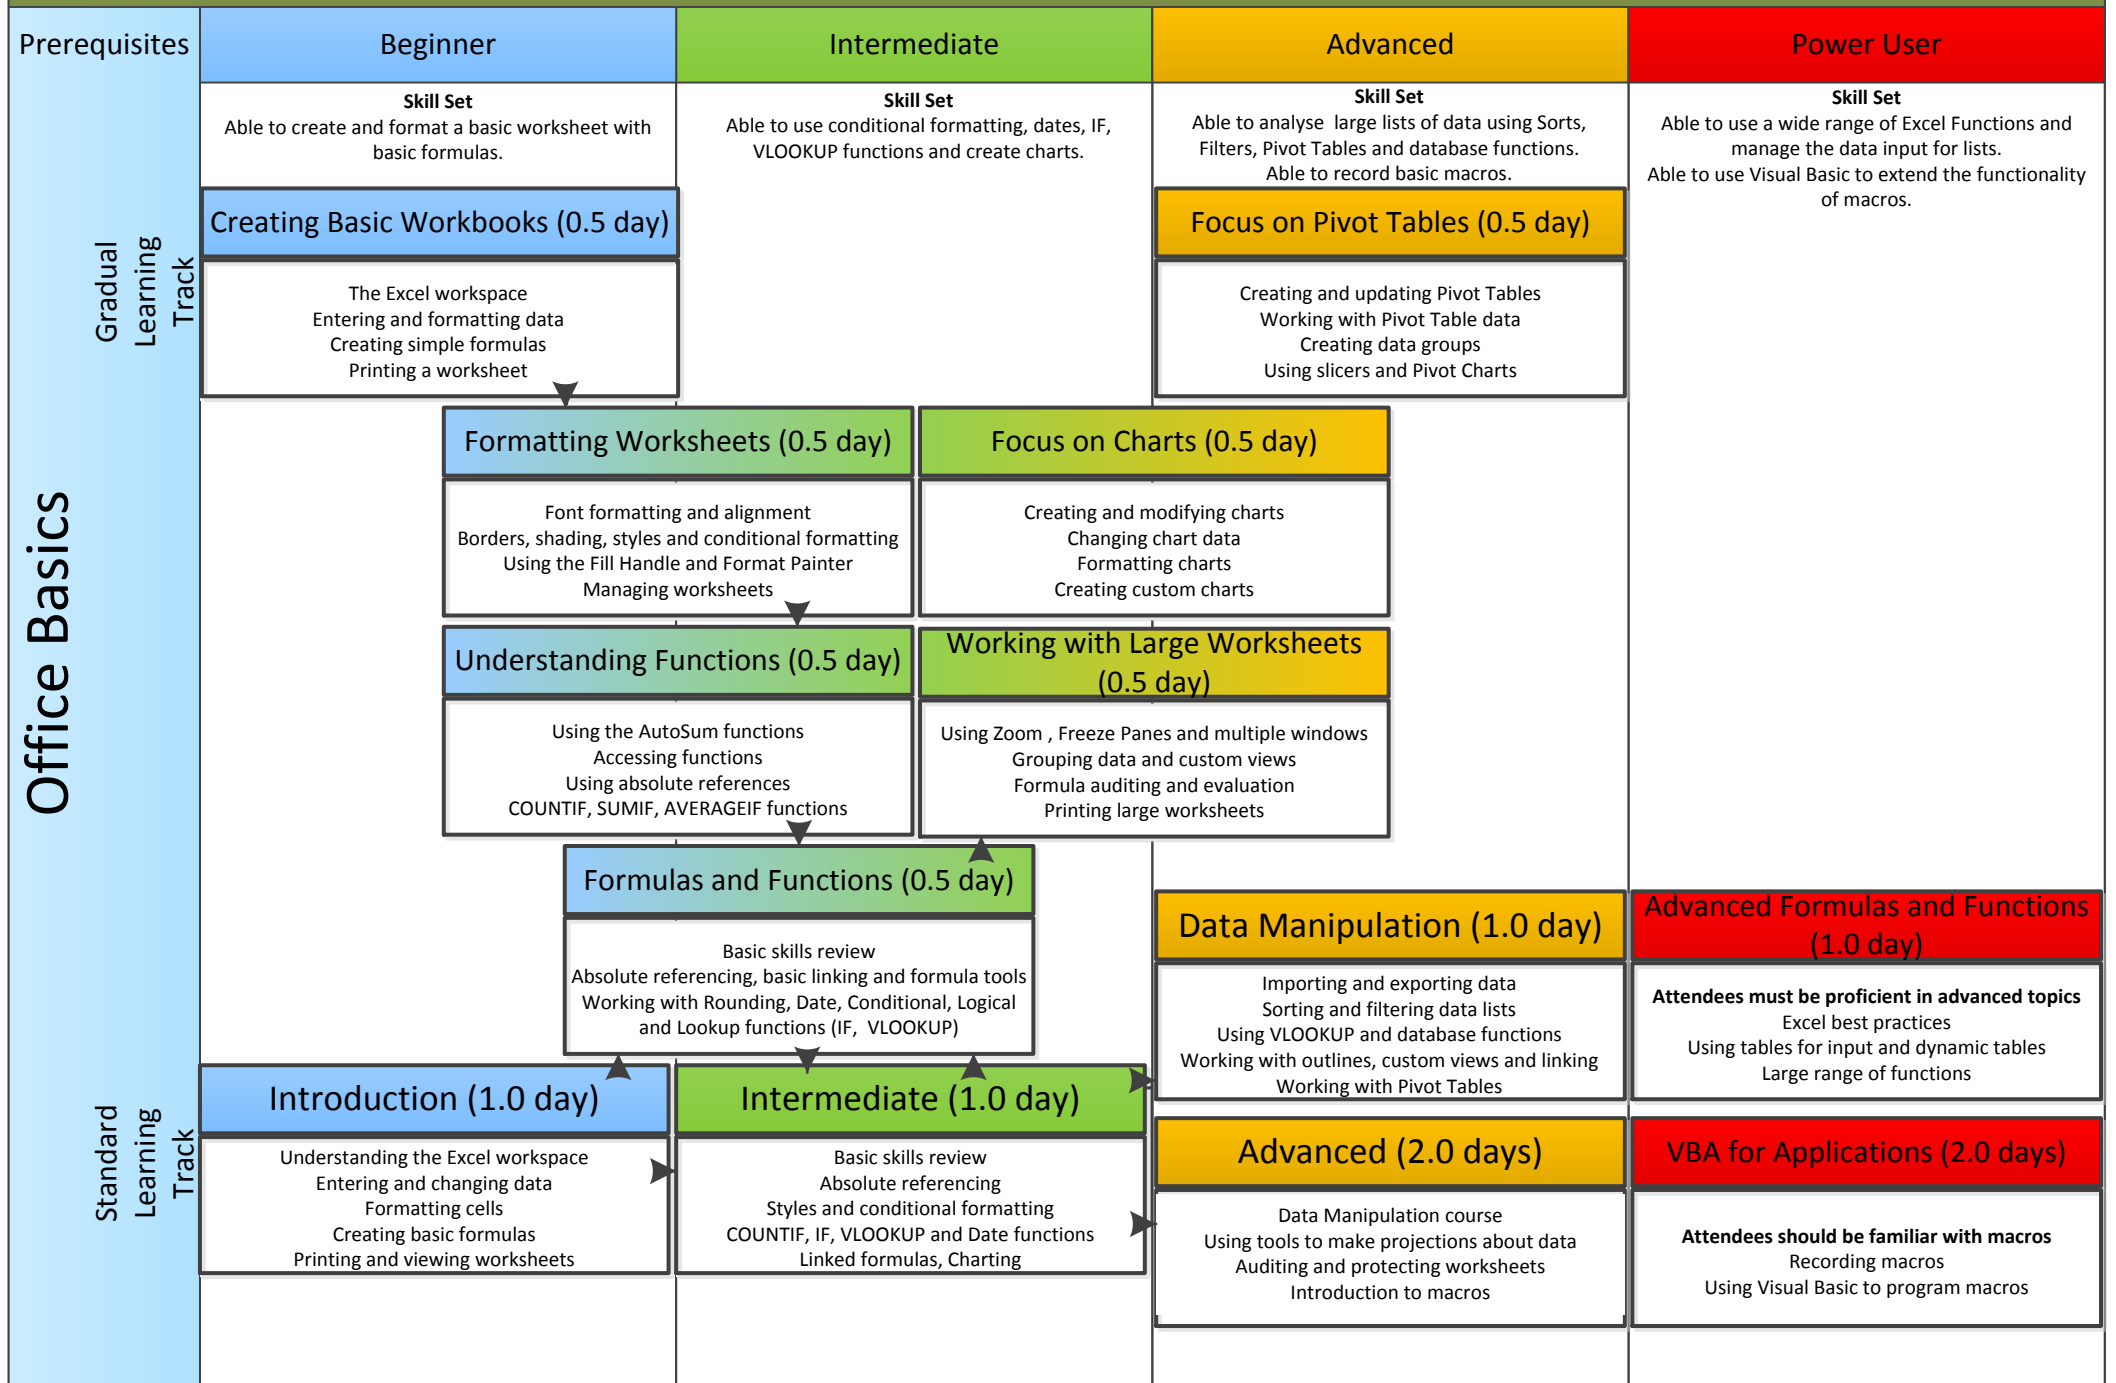 Prerequisites
Beginner
Intermediate
Advanced
Power User
Skill Set
Able to create and format a basic worksheet with
basic formulas.
Skill Set
Able to use conditional formatting, dates, IF,
VLOOKUP functions and create charts.
Skill Set
Able to analyse  large lists of data using Sorts,
Filters, Pivot Tables and database functions.
Able to record basic macros.
Skill Set
Able to use a wide range of Excel Functions and
manage the data input for lists.
Able to use Visual Basic to extend the functionality
of macros.
Office Basics
Gradual
Learning
Track
Creating Basic Workbooks (0.5 day)
The Excel workspace
Entering and formatting data
Creating simple formulas
Printing a worksheet
Focus on Pivot Tables (0.5 day)
Creating and updating Pivot Tables
Working with Pivot Table data
Creating data groups
Using slicers and Pivot Charts
Formatting Worksheets (0.5 day)
Font formatting and alignment
Borders, shading, styles and conditional formatting
Using the Fill Handle and Format Painter
Managing worksheets
Focus on Charts (0.5 day)
Creating and modifying charts
Changing chart data
Formatting charts
Creating custom charts
Understanding Functions (0.5 day)
Using the AutoSum functions
Accessing functions
Using absolute references
COUNTIF, SUMIF, AVERAGEIF functions
Working with Large Worksheets
(0.5 day)
Using Zoom , Freeze Panes and multiple windows
Grouping data and custom views
Formula auditing and evaluation
Printing large worksheets
Formulas and Functions (0.5 day)
Basic skills review
Absolute referencing, basic linking and formula tools
Working with Rounding, Date, Conditional, Logical
and Lookup functions (IF,  VLOOKUP)
Data Manipulation (1.0 day)
Importing and exporting data
Sorting and filtering data lists
Using VLOOKUP and database functions
Working with outlines, custom views and linking
Working with Pivot Tables
Advanced Formulas and Functions
(1.0 day)
Attendees must be proficient in advanced topics
Excel best practices
Using tables for input and dynamic tables
Large range of functions
Standard
Learning
Track
Introduction (1.0 day)
Understanding the Excel workspace
Entering and changing data
Formatting cells
Creating basic formulas
Printing and viewing worksheets
Intermediate (1.0 day)
Basic skills review
Absolute referencing
Styles and conditional formatting
COUNTIF, IF, VLOOKUP and Date functions
Linked formulas, Charting
Advanced (2.0 days)
Data Manipulation course
Using tools to make projections about data
Auditing and protecting worksheets
Introduction to macros
VBA for Applications (2.0 days)
Attendees should be familiar with macros
Recording macros
Using Visual Basic to program macros